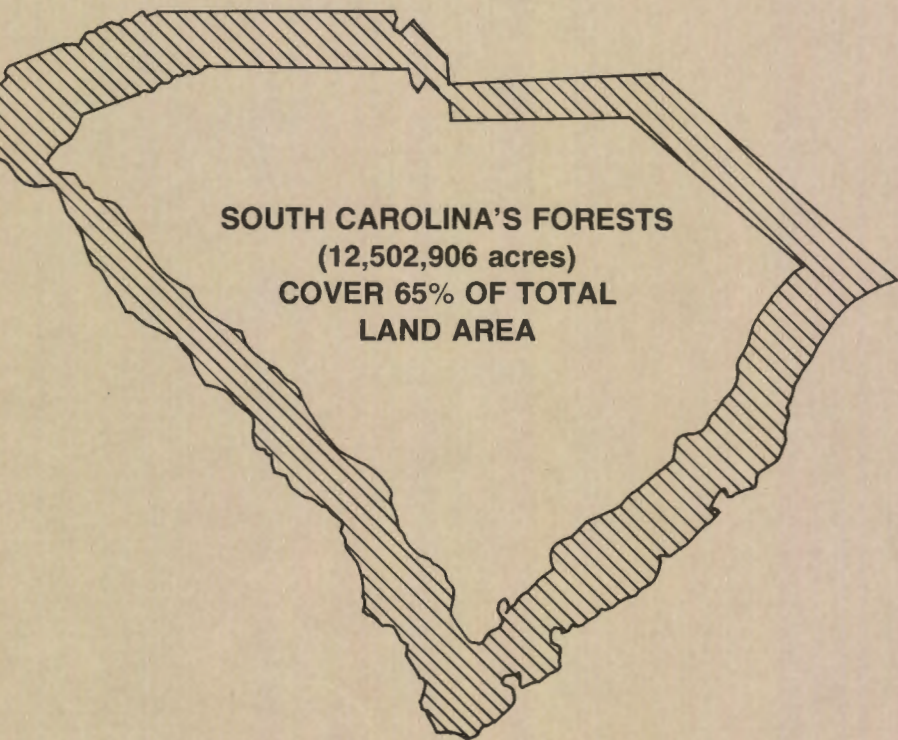 SOUTH CAROLINA'S FORESTS
(12,502,906 acres)
COVER 65% OF TOTAL
LAND AREA